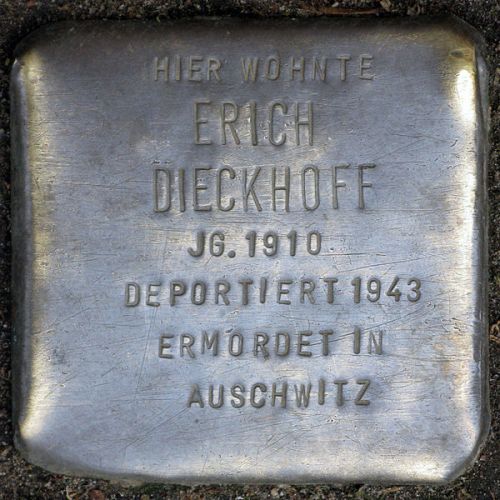 HIER WOHNTE
ERICH
DIECKHOFF
JG. 1910
DEPORTIERT 1943
ERMORDET IN
AUSCHWITZ